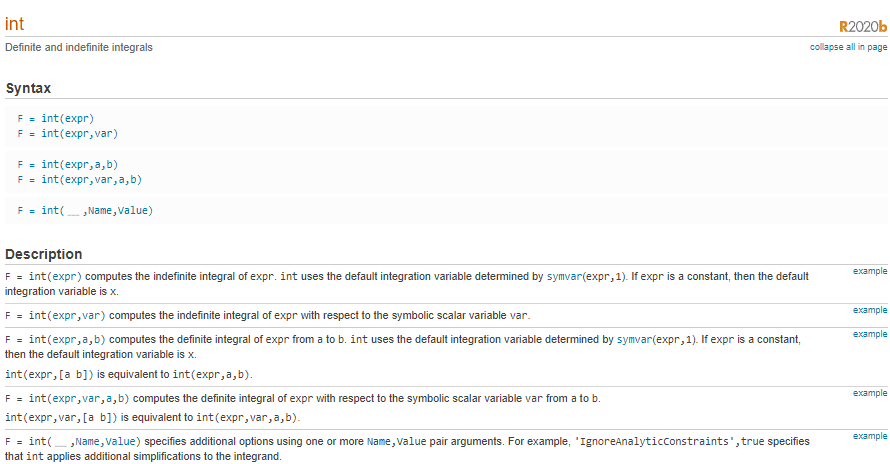 int
R2020b
Definite and indefinite integrals
collapse all in page
Syntax
F = int(expr)
F = int(expr,var)
F = int(expr,a,b)
F = int(expr,var,a,b)
F = int(__,Name,Value)
Description
F = int(expr) computes the indefinite integral of expr. int uses the default integration variable determined by symvar(expr,1). If expr is a constant, then the default
example
integration variable is x.
F = int(expr,var) computes the indefinite integral of expr with respect to the symbolic scalar variable var.
example
F = int(expr,a,b) computes the definite integral of expr from a to b. int uses the default integration variable determined by symvar(expr,1). If expr is a constant,
example
then the default integration variable is x.
int(expr,[a b]) is equivalent to int(expr,a,b).
F = int(expr,var,a,b) computes the definite integral of expr with respect to the symbolic scalar variable var from a to b.
example
int(expr,var,[a b]) is equivalent to int(expr,var,a,b).
F = int(__,Name,Value) specifies additional options using one or more Name,Value pair arguments. For example, 'IgnoreAnalyticConstraints',true specifies
example
that int applies additional simplifications to the integrand.